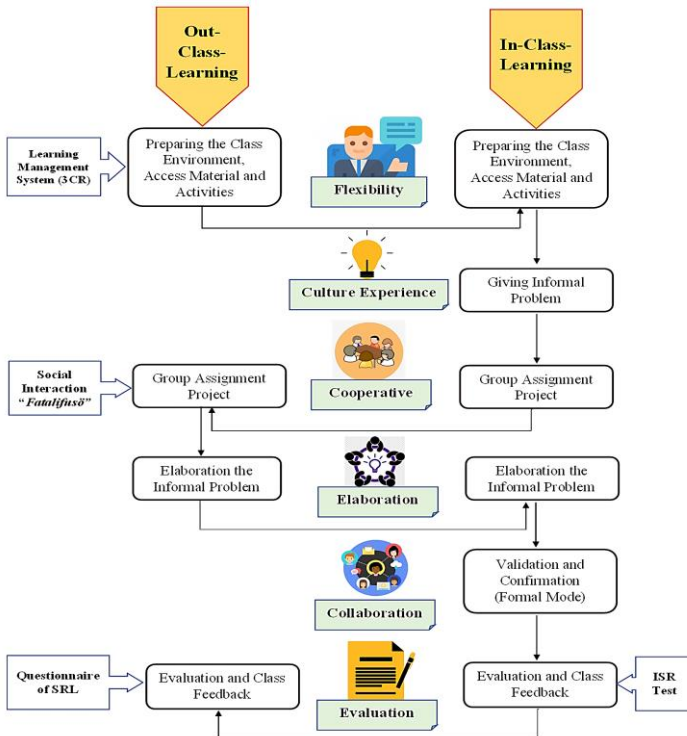 Out-
Class-
Learning
In-Class-
Learning
Learning
Management
System (3CR)
Preparing the Class
Environment,
Access Material and
Activities
Flexibility
Preparing the Class
Environment,
Access Material and
Activities
Culture Experience
Giving Informal
Problem
Social
Interaction
“Fatalifusö”
Group Assignment
Project
Cooperative
Group Assignment
Project
Elaboration the
Informal Problem
Elaboration
Elaboration the
Informal Problem
Collaboration
Validation and
Confirmation
(Formal Mode)
Questionnaire
of SRL
Evaluation and Class
Feedback
Evaluation
Evaluation and Class
Feedback
ISR
Test